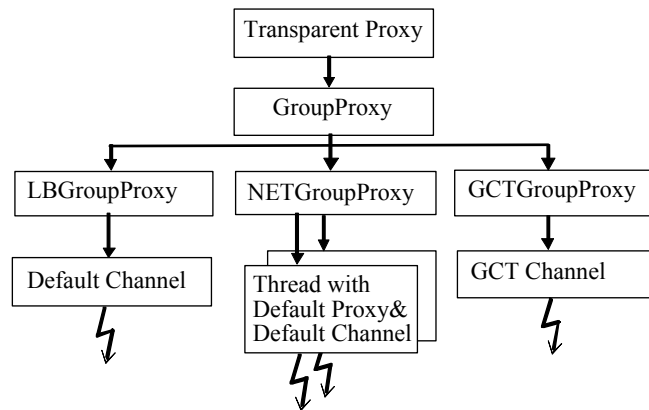 Transparent Proxy
GroupProxy
LBGroupProxy
NETGroupProxy
GCTGroupProxy
Default Channel
Thread with
Default Proxy&
Default Channel
GCT Channel